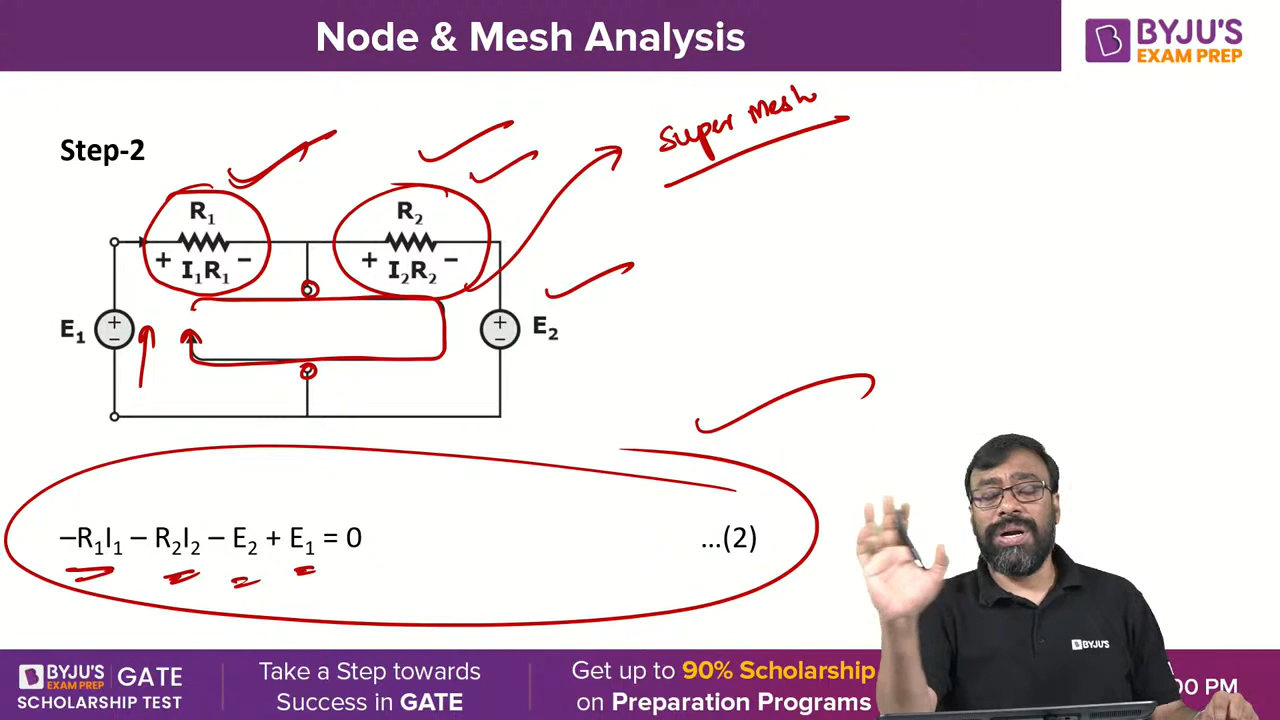 Node & Mesh Analysis
BYJU'S
EXAM PREP
Step-2
Super Mesh
R₁
R₂
+ I₁R₁ −
+ I₂R₂ −
E₁
+
−
+
−
E₂
–R₁I₁ – R₂I₂ – E₂ + E₁ = 0 ...(2)
BYJU'S
BYJU'S
EXAM PREP
GATE
SCHOLARSHIP TEST
Take a Step towards
Success in GATE
Get up to 90% Scholarship
on Preparation Programs
00 PM